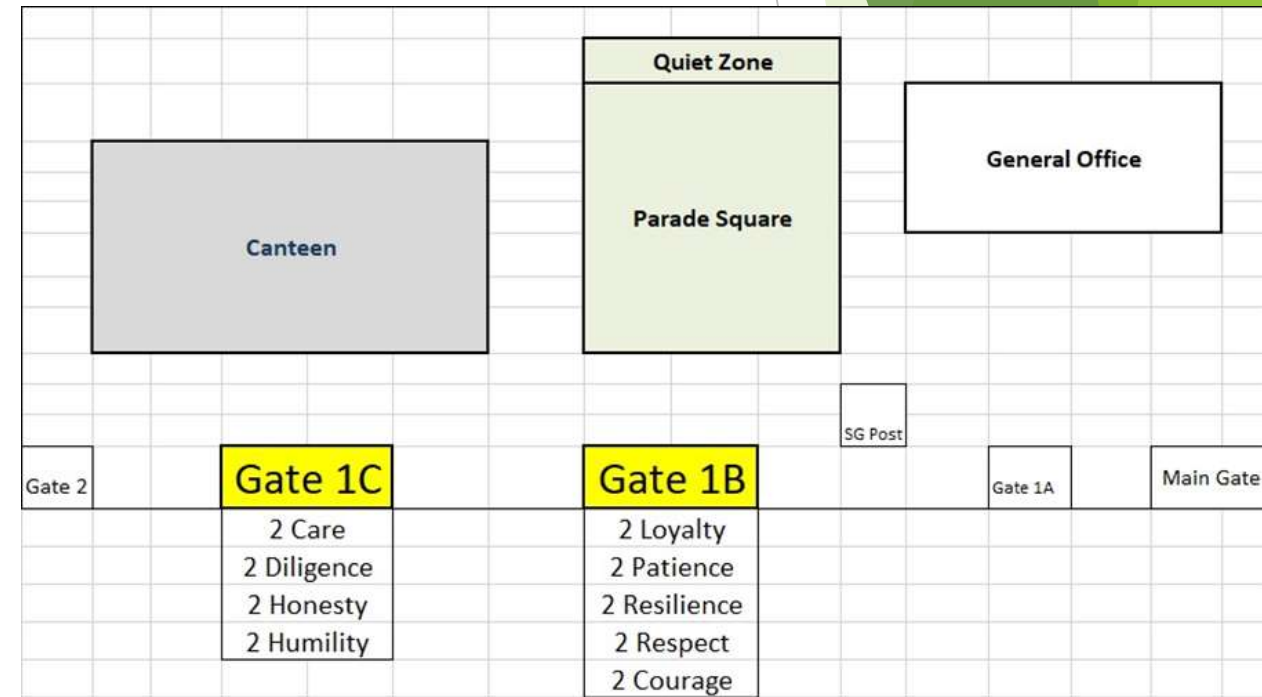 Quiet Zone
General Office
Parade Square
Canteen
SG Post
Gate 2
Gate 1C
Gate 1B
Gate 1A
Main Gate
2 Care
2 Diligence
2 Honesty
2 Humility
2 Loyalty
2 Patience
2 Resilience
2 Respect
2 Courage